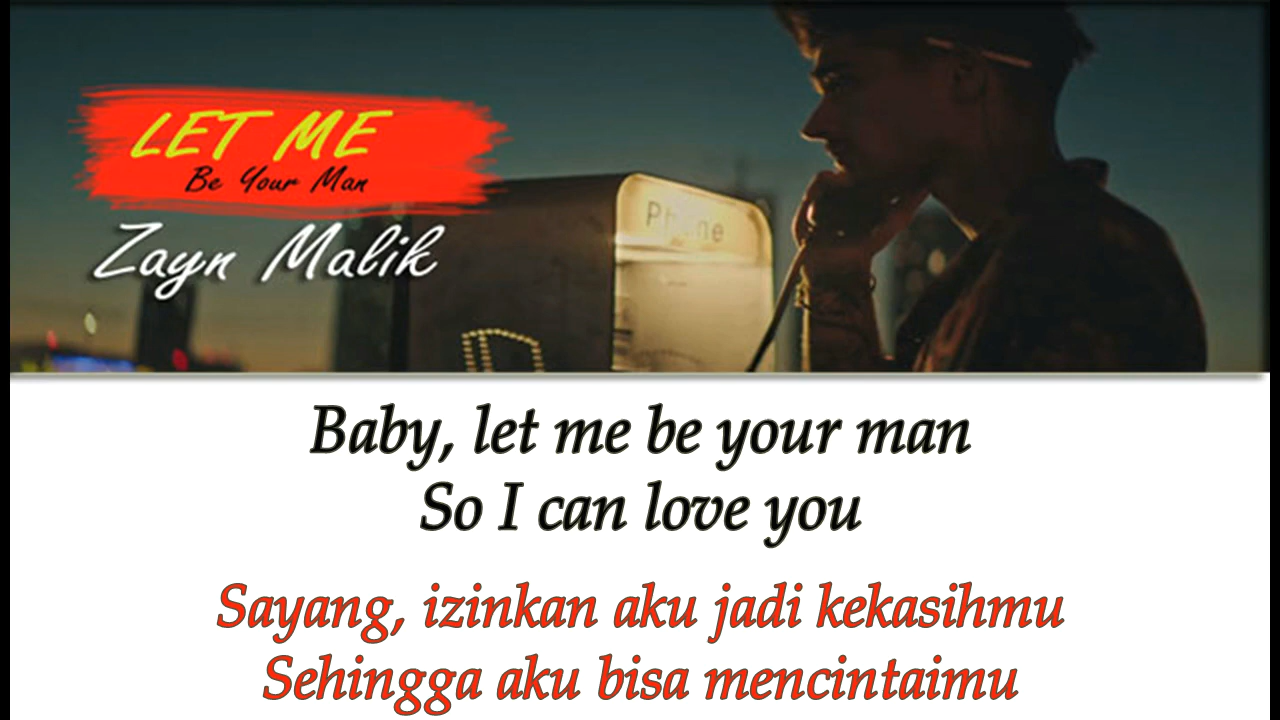 LET ME
Be Your Man
Zayn Malik
Phone
Baby, let me be your man
So I can love you
Sayang, izinkan aku jadi kekasihmu
Sehingga aku bisa mencintaimu